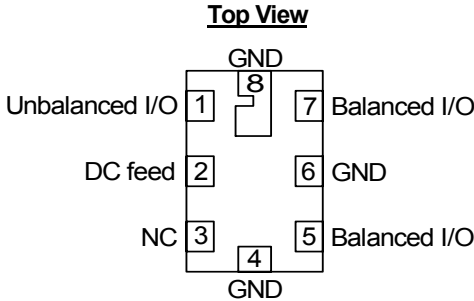 Top View
GND
8
Unbalanced I/O 1 7 Balanced I/O
DC feed 2 6 GND
NC 3 5 Balanced I/O
4
GND